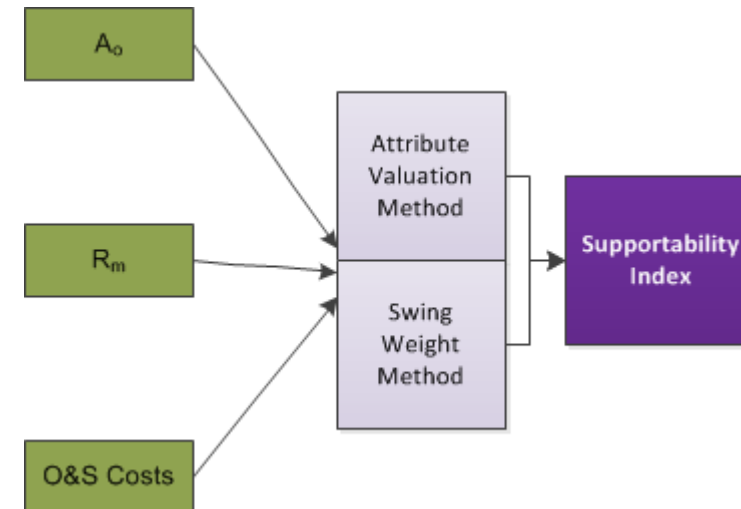 Aₒ
Attribute
Valuation
Method
Rₘ
Supportability
Index
Swing
Weight
Method
O&S Costs